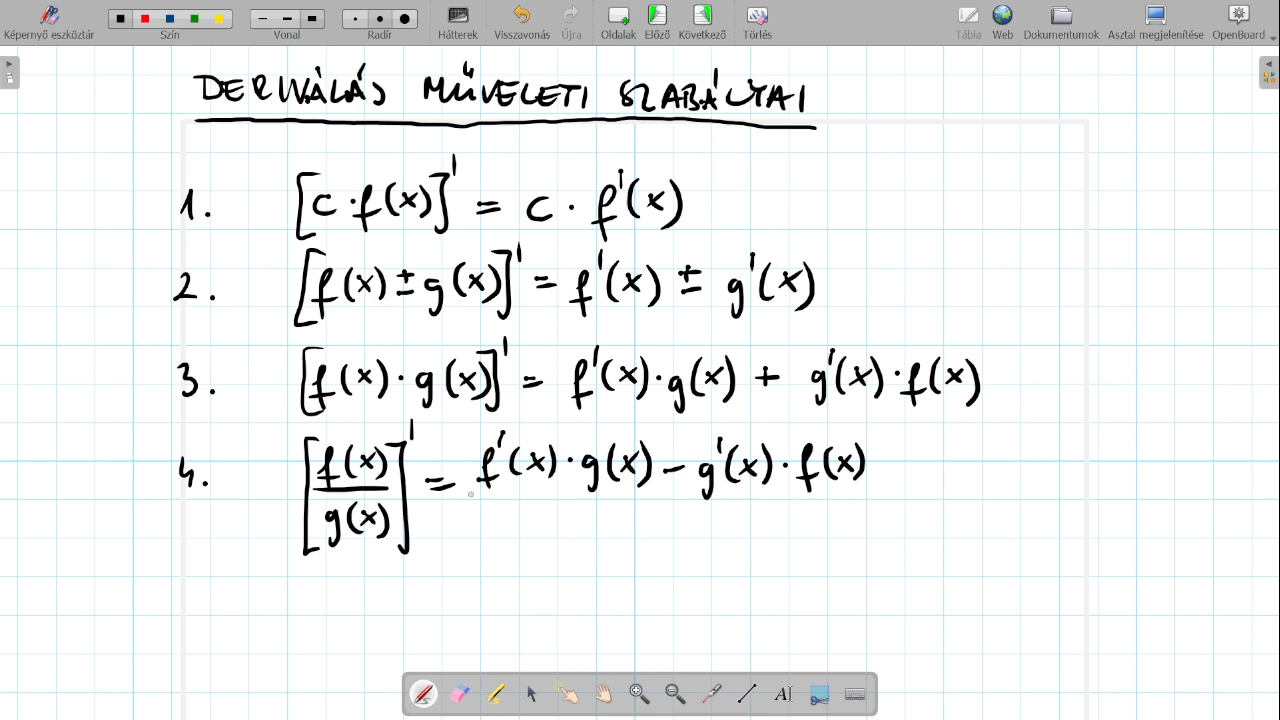 Képernyő eszköztár Szín Vonal Radír Hátterek Visszavonás Újra Oldalak Előző Következő Törlés Tábla Web Dokumentumok Asztal megjelenítése OpenBoard
DERIVÁLÁS MŰVELETI SZABÁLYAI
1. [c·f(x)]' = c · f'(x)
2. [f(x) ± g(x)]' = f'(x) ± g'(x)
3. [f(x) · g(x)]' = f'(x)·g(x) + g'(x)·f(x)
4. [f(x)/g(x)]' = f'(x)·g(x) − g'(x)·f(x)
A